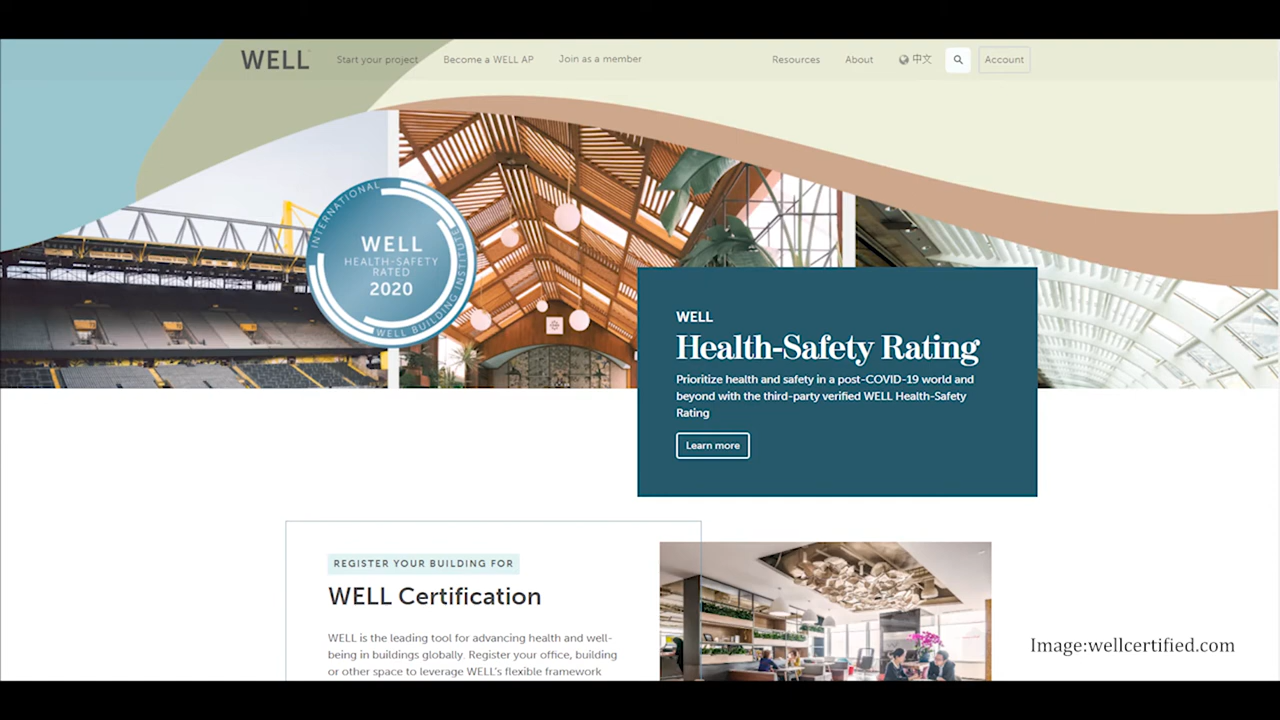 WELL
Start your project
Become a WELL AP
Join as a member
Resources
About
中文
Account
INTERNATIONAL
WELL BUILDING INSTITUTE
WELL
HEALTH-SAFETY
RATED
2020
WELL
Health-Safety Rating
Prioritize health and safety in a post-COVID-19 world and
beyond with the third-party verified WELL Health-Safety
Rating
Learn more
REGISTER YOUR BUILDING FOR
WELL Certification
WELL is the leading tool for advancing health and well-
being in buildings globally. Register your office, building
or other space to leverage WELL's flexible framework
Image:wellcertified.com